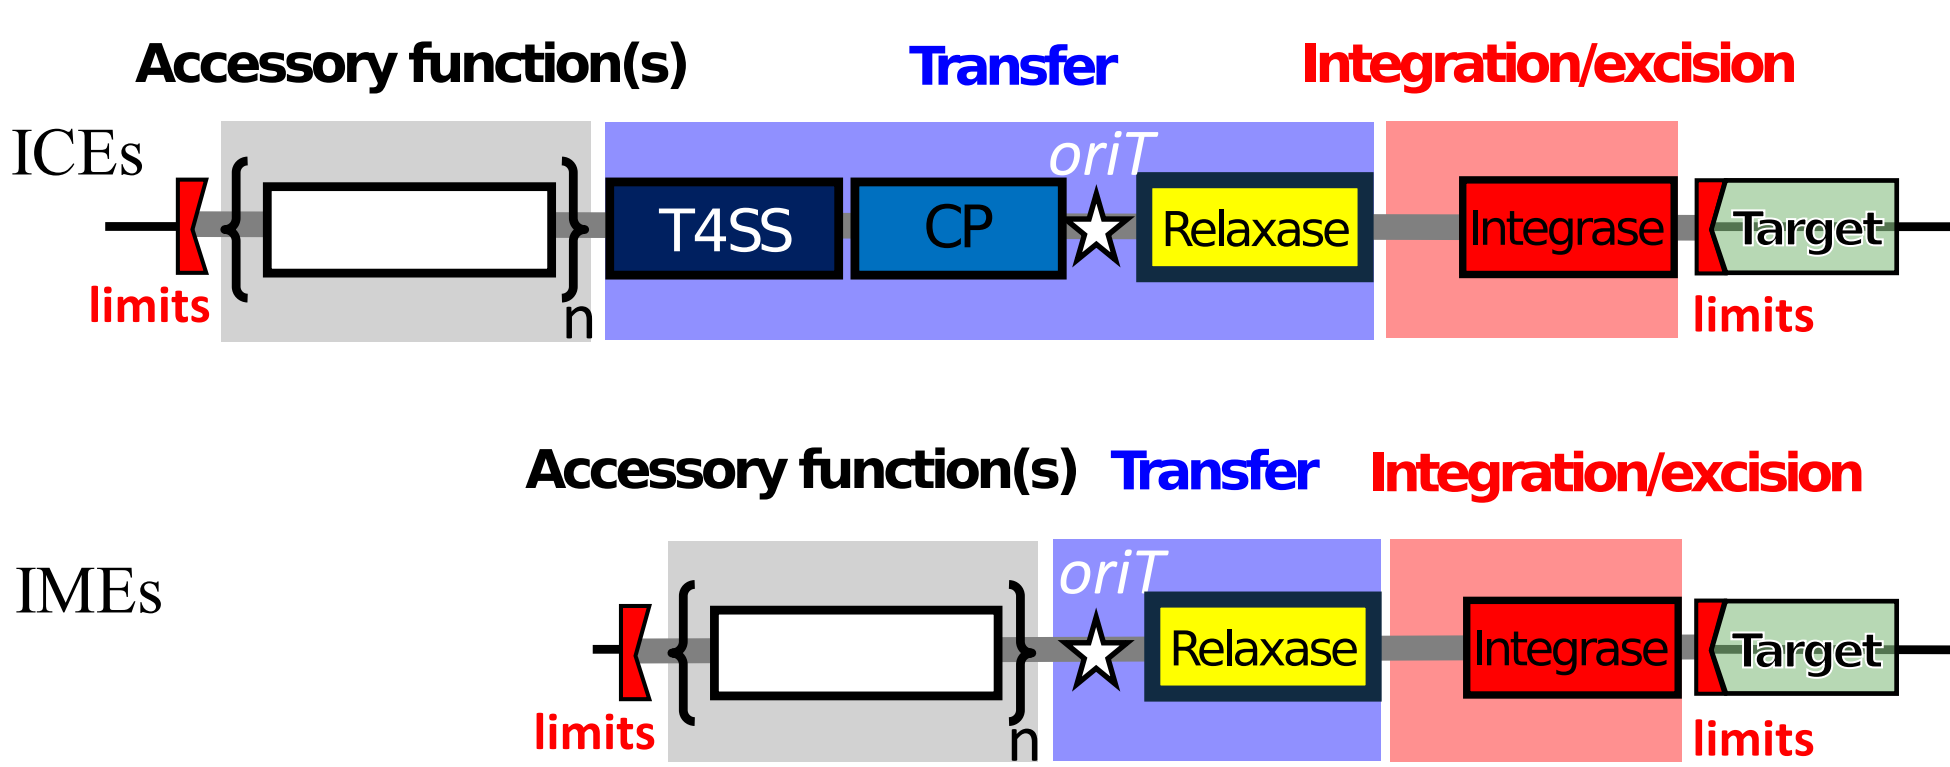 Accessory function(s) Transfer Integration/excision
ICEs
oriT
T4SS CP Relaxase Integrase Target
limits n limits
Accessory function(s) Transfer Integration/excision
IMEs
oriT
Relaxase Integrase Target
limits n limits